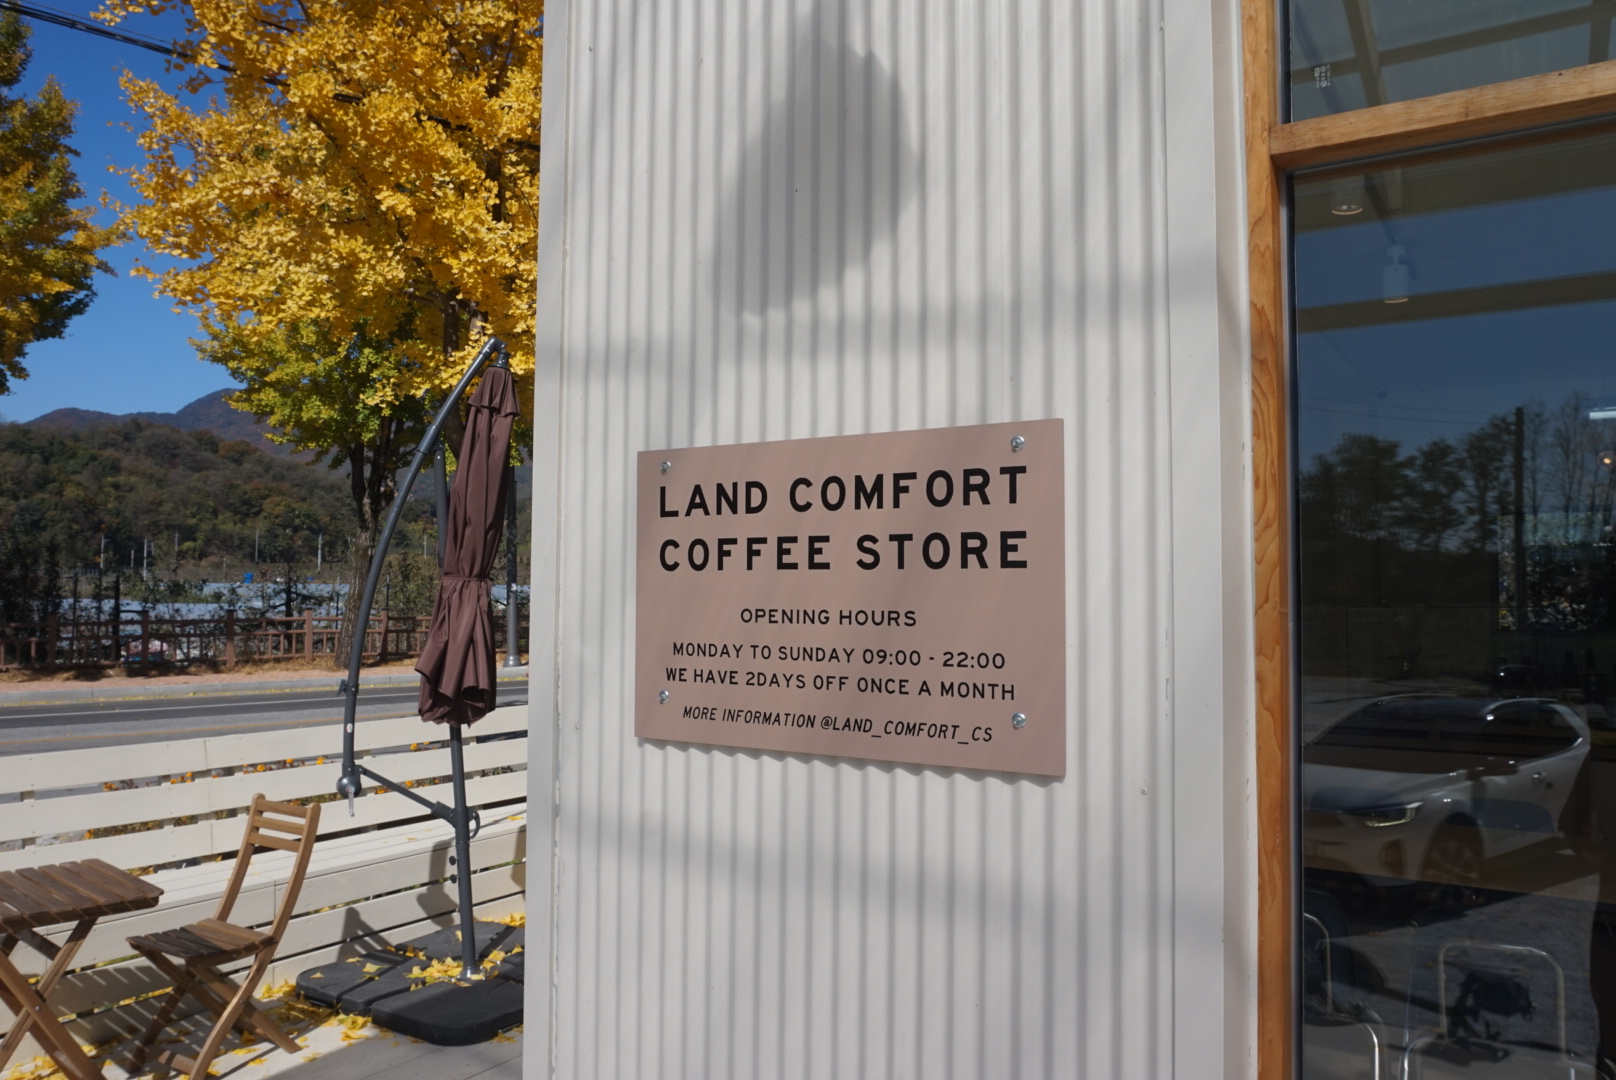 LAND COMFORT
COFFEE STORE
OPENING HOURS
MONDAY TO SUNDAY 09:00 - 22:00
WE HAVE 2DAYS OFF ONCE A MONTH
MORE INFORMATION @LAND_COMFORT_CS